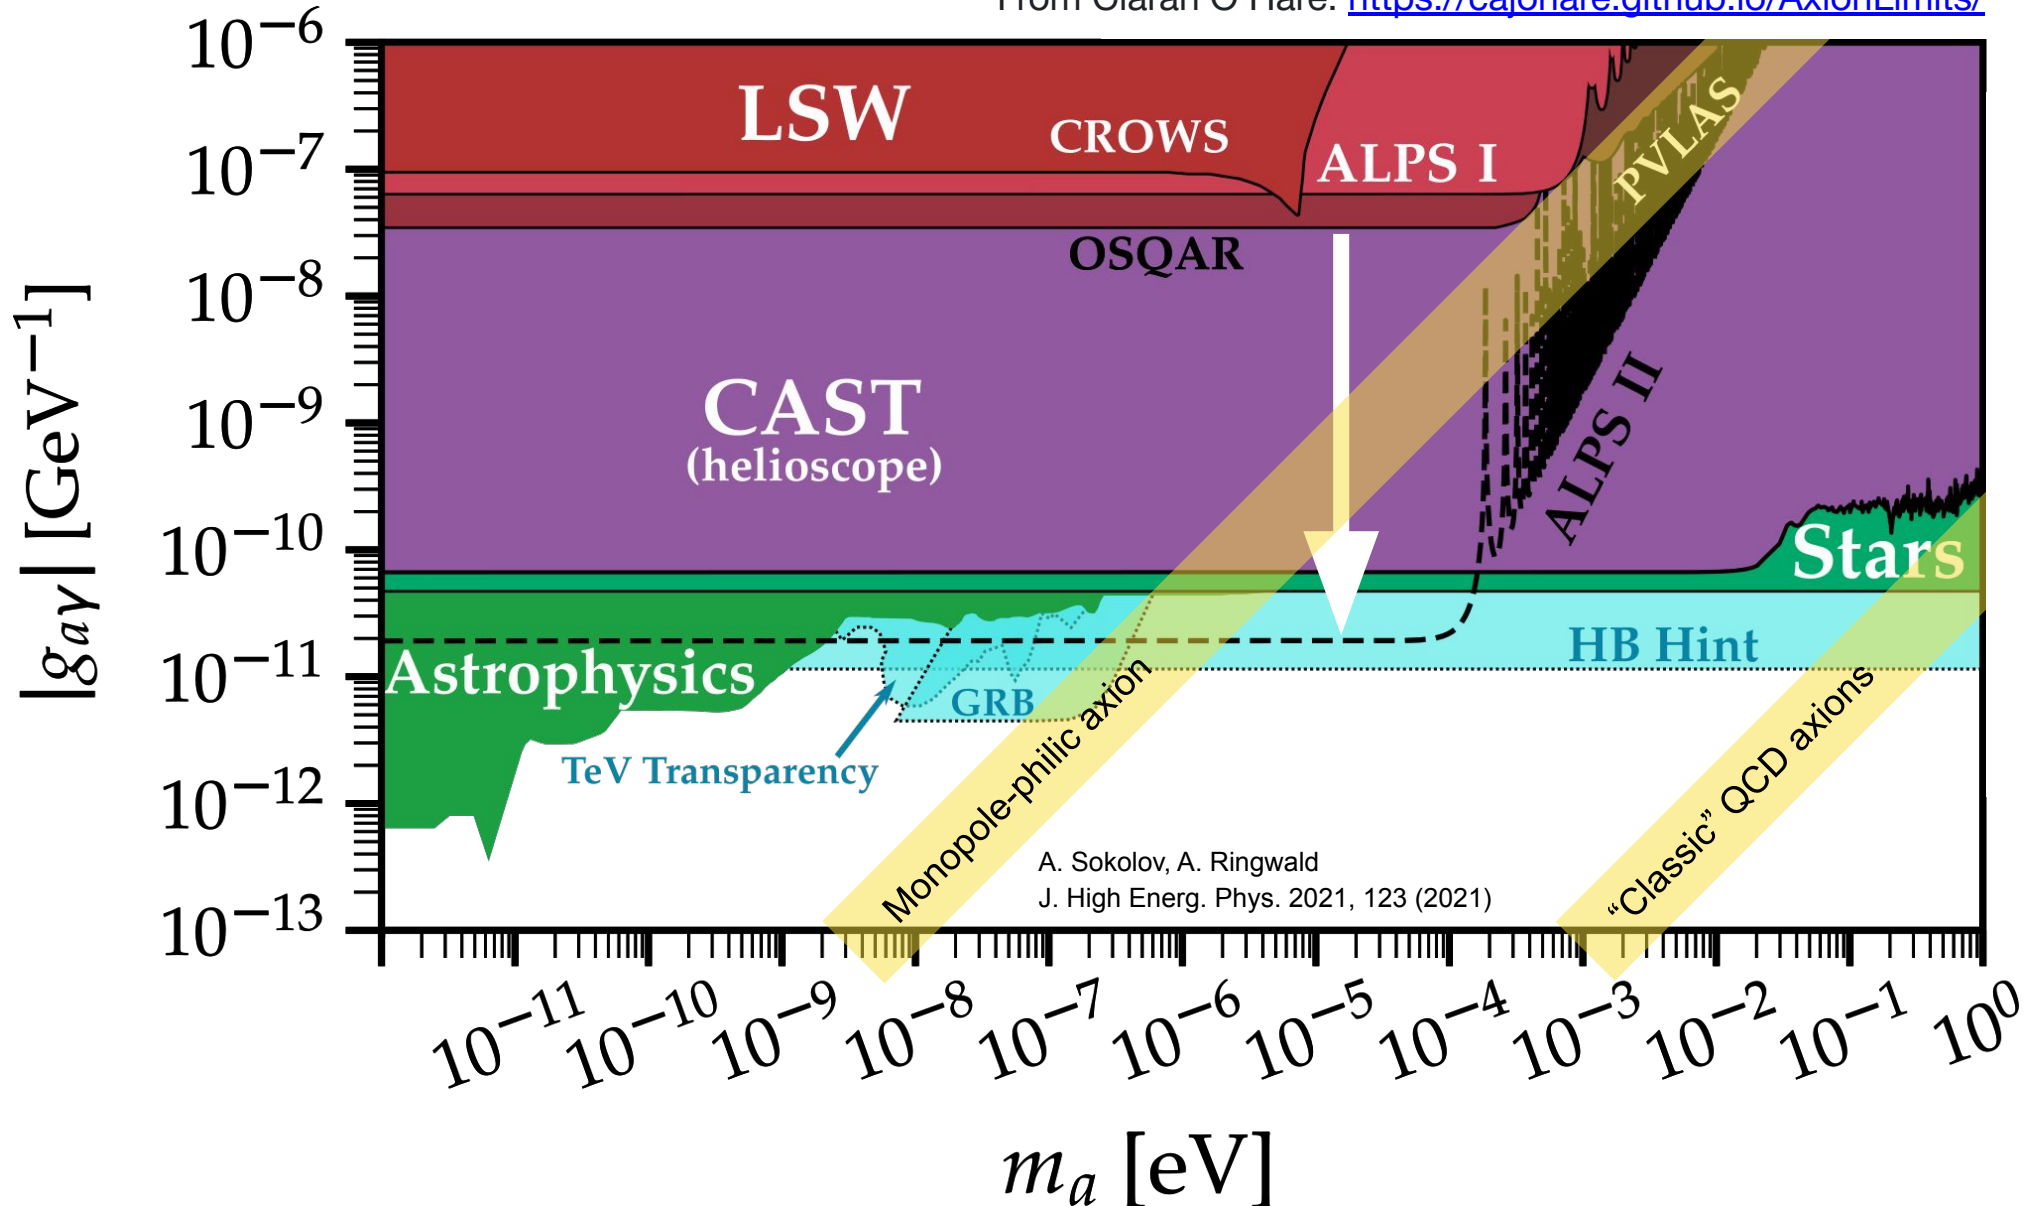 From Ciaran O'Hare: https://cajohare.github.io/AxionLimits/
10⁻⁶
10⁻⁷
10⁻⁸
10⁻⁹
10⁻¹⁰
10⁻¹¹
10⁻¹²
10⁻¹³
|gₐγ| [GeV⁻¹]
LSW
CROWS
ALPS I
PVLAS
OSQAR
CAST
(helioscope)
ALPS II
Stars
HB Hint
Astrophysics
GRB
TeV Transparency
Monopole-philic axion
"Classic" QCD axions
A. Sokolov, A. Ringwald
J. High Energ. Phys. 2021, 123 (2021)
10⁻¹¹ 10⁻¹⁰ 10⁻⁹ 10⁻⁸ 10⁻⁷ 10⁻⁶ 10⁻⁵ 10⁻⁴ 10⁻³ 10⁻² 10⁻¹ 10⁰
mₐ [eV]